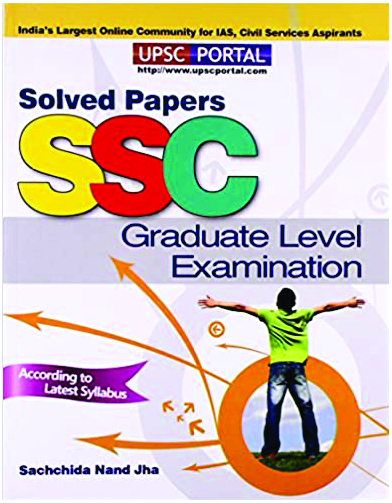 India's Largest Online Community for IAS, Civil Services Aspirants
UPSC PORTAL
http://www.upscportal.com
Solved Papers
SSC
Graduate Level
Examination
According to
Latest Syllabus
Sachchida Nand Jha